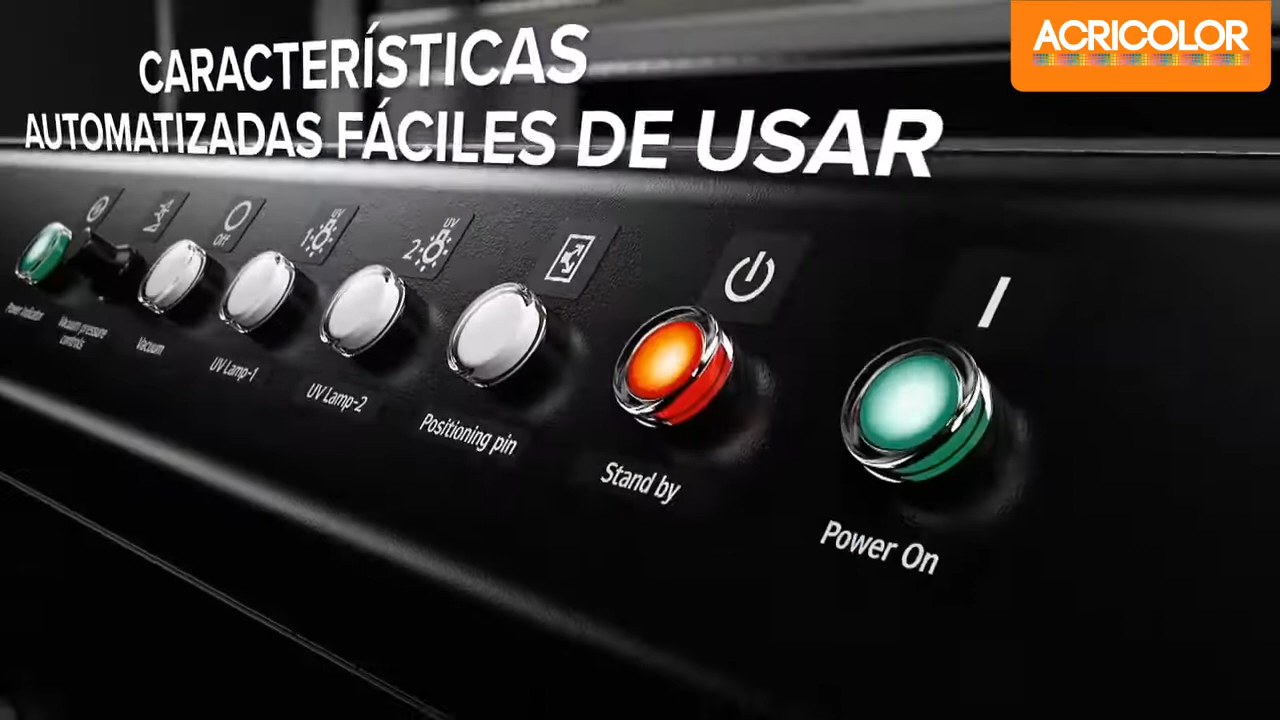 CARACTERÍSTICAS
AUTOMATIZADAS FÁCILES DE USAR
ACRICOLOR
Off
1 UV
2 UV
Power Indicator
Vacuum pressure
controls
Vacuum
UV Lamp-1
UV Lamp-2
Positioning pin
Stand by
Power On